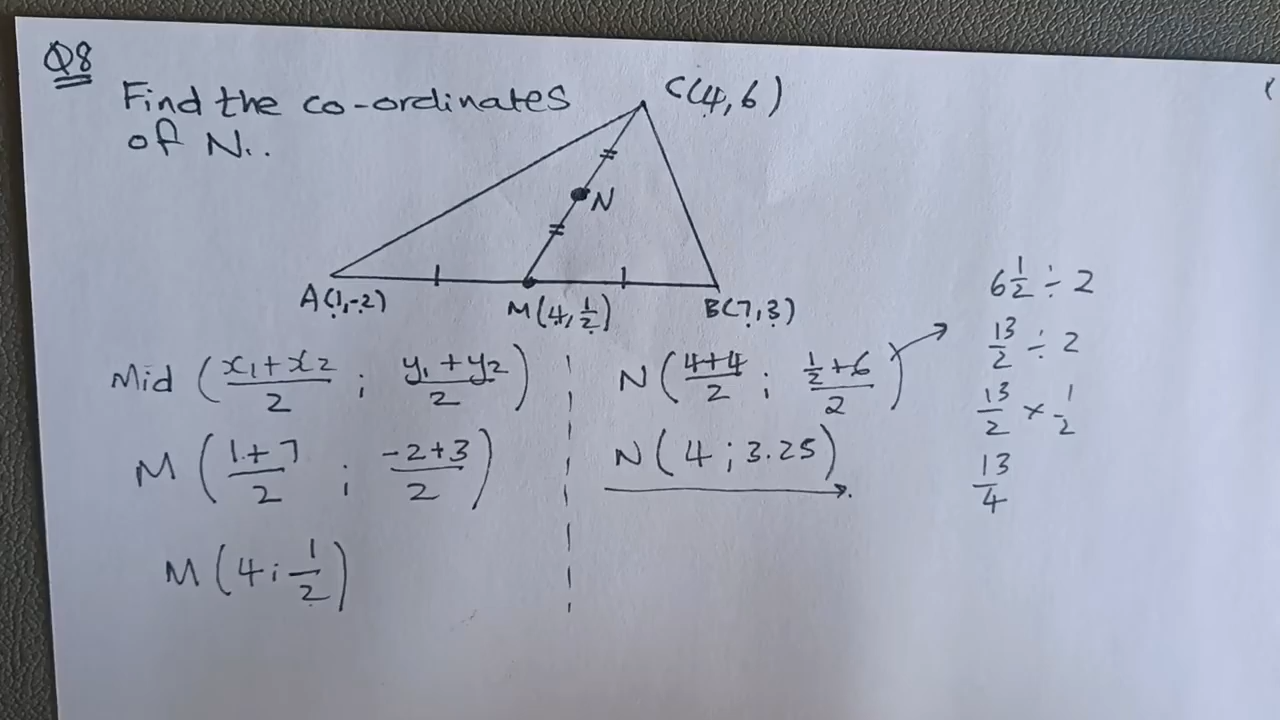 Q8
Find the co-ordinates
of N..
C(4,6)
N
A(1,-2)
M(4,1/2)
B(7,3)
Mid (x₁+x₂/2 ; y₁+y₂/2)
M (1+7/2 ; -2+3/2)
M (4; 1/2)
N (4+4/2 ; 1/2+6/2)
N (4 ; 3.25)
6 1/2 ÷ 2
13/2 ÷ 2
13/2 × 1/2
13/4